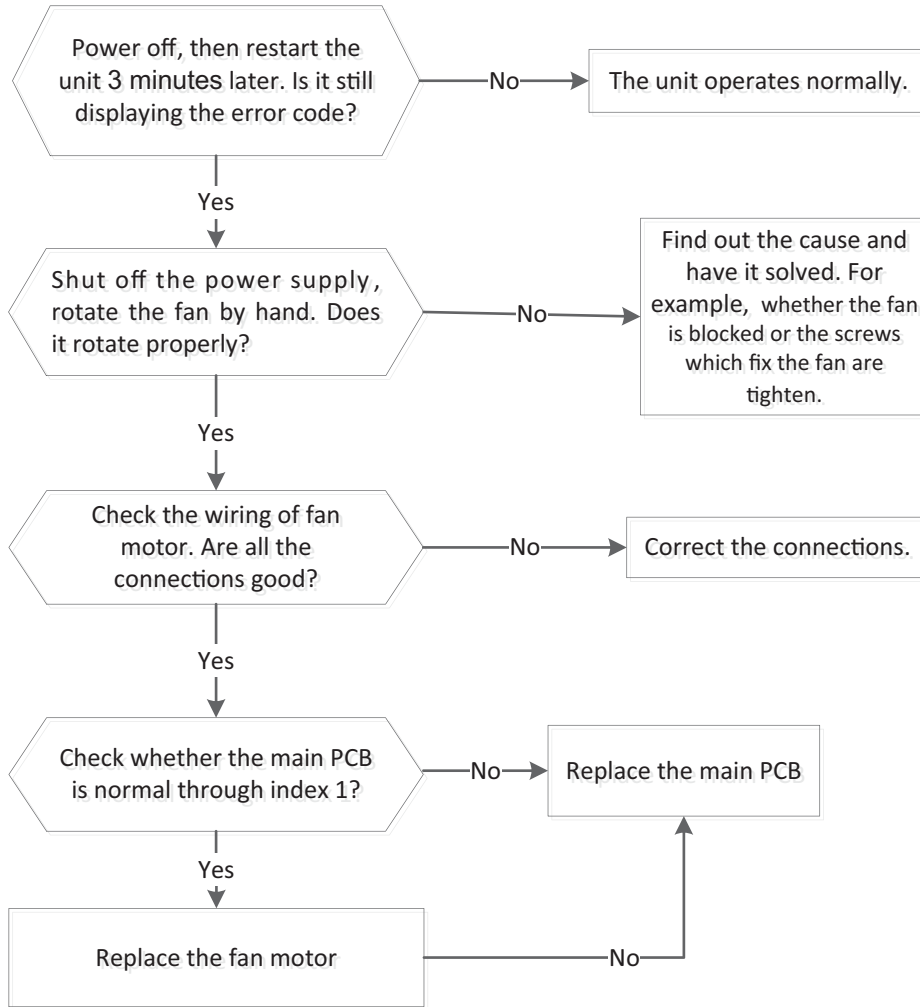 Power off, then restart the
unit 3 minutes later. Is it still
displaying the error code?
No
The unit operates normally.
Yes
Shut off the power supply,
rotate the fan by hand. Does
it rotate properly?
No
Find out the cause and
have it solved. For
example, whether the fan
is blocked or the screws
which fix the fan are
tighten.
Yes
Check the wiring of fan
motor. Are all the
connections good?
No
Correct the connections.
Yes
Check whether the main PCB
is normal through index 1?
No
Replace the main PCB
Yes
Replace the fan motor
No